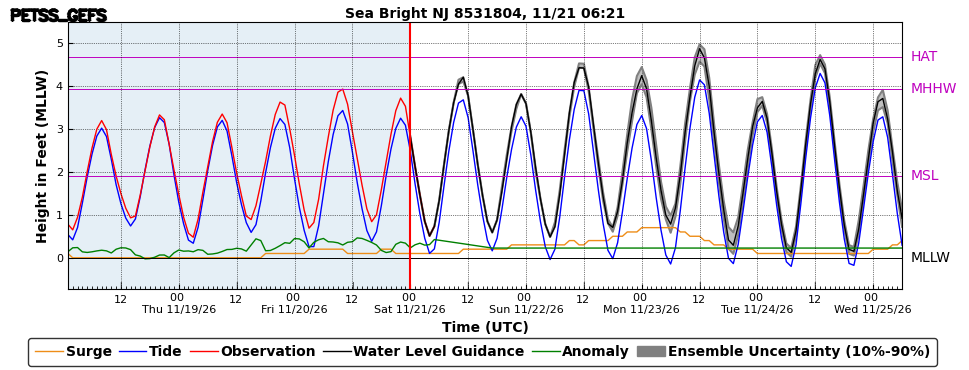 PETSS_GEFS
Sea Bright NJ 8531804, 11/21 06:21
Height in Feet (MLLW)
5
4
3
2
1
0
HAT
MHHW
MSL
MLLW
12 00 12 00 12 00 12 00 12 00 12 00 12 00
Thu 11/19/26 Fri 11/20/26 Sat 11/21/26 Sun 11/22/26 Mon 11/23/26 Tue 11/24/26 Wed 11/25/26
Time (UTC)
Surge Tide Observation Water Level Guidance Anomaly Ensemble Uncertainty (10%-90%)